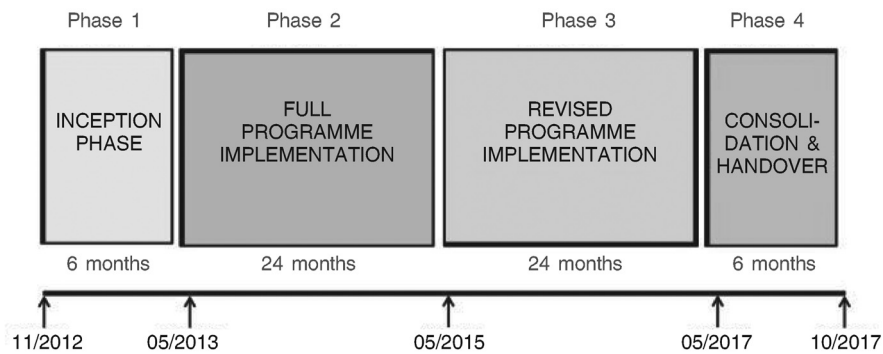 Phase 1 Phase 2 Phase 3 Phase 4
INCEPTION
PHASE
FULL
PROGRAMME
IMPLEMENTATION
REVISED
PROGRAMME
IMPLEMENTATION
CONSOLI-
DATION &
HANDOVER
6 months 24 months 24 months 6 months
11/2012 05/2013 05/2015 05/2017 10/2017